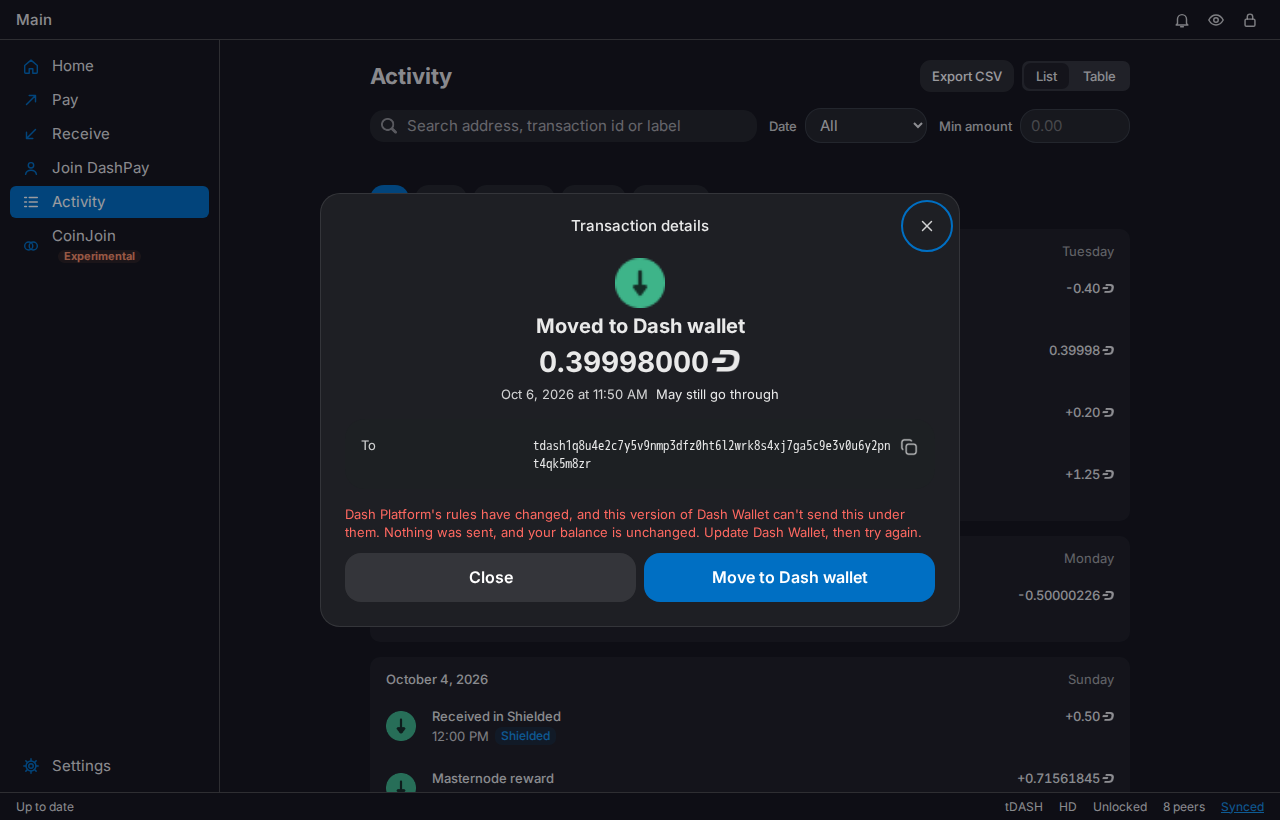 Main
Home
Pay
Receive
Join DashPay
Activity
CoinJoin
Experimental
Settings
Activity
Export CSV
List
Table
Search address, transaction id or label
Date
All
Min amount
0.00
Tuesday
-0.40
0.39998
+0.20
+1.25
Transaction details
Moved to Dash wallet
0.39998000
Oct 6, 2026 at 11:50 AM May still go through
To
tdash1q8u4e2c7y5v9nmp3dfz0ht6l2wrk8s4xj7ga5c9e3v0u6y2pn
t4qk5m8zr
Dash Platform's rules have changed, and this version of Dash Wallet can't send this under
them. Nothing was sent, and your balance is unchanged. Update Dash Wallet, then try again.
Close
Move to Dash wallet
Monday
-0.50000226
October 4, 2026
Sunday
Received in Shielded
+0.50
12:00 PM
Shielded
Masternode reward
+0.71561845
Up to date
tDASH
HD
Unlocked
8 peers
Synced